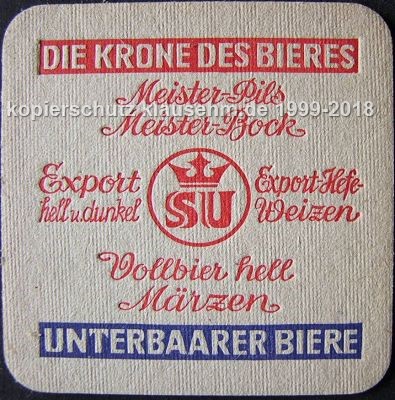 DIE KRONE DES BIERES
Meister-Pils
kopierschutz-klausehm.de 1999-2018
Meister-Bock
Export
hell u. dunkel
SU
Export-Hefe-
Weizen
Vollbier hell
Märzen
UNTERBAARER BIERE